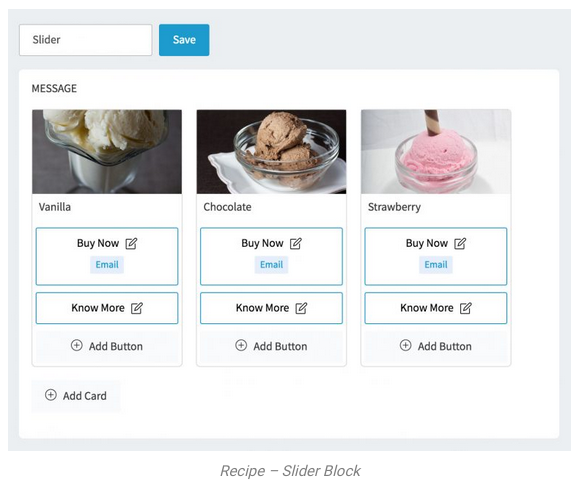 Slider
Save
MESSAGE
Vanilla
Chocolate
Strawberry
Buy Now
Email
Buy Now
Email
Buy Now
Email
Know More
Know More
Know More
Add Button
Add Button
Add Button
Add Card
Recipe – Slider Block